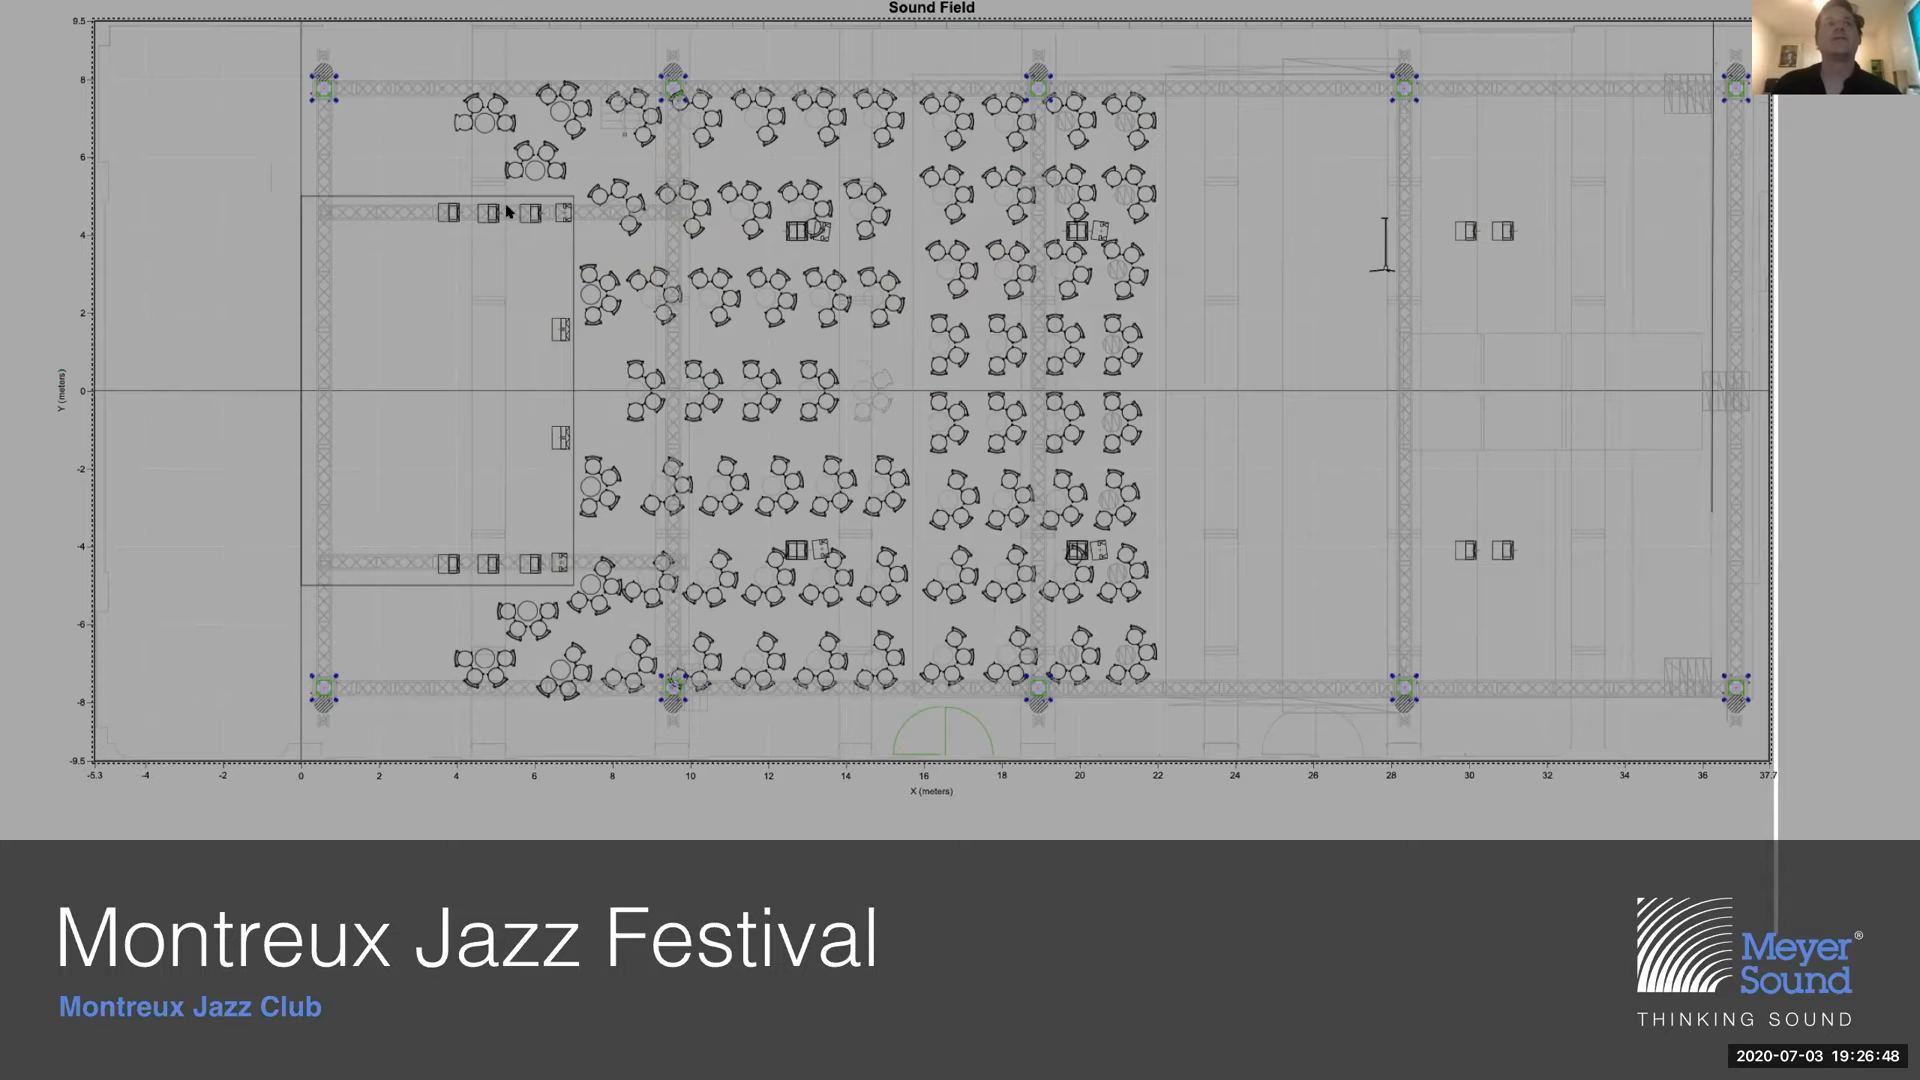 Sound Field
9.5
8
6
4
2
0
-2
-4
-6
-8
-9.5
Y (meters)
-5.3 -4 -2 0 2 4 6 8 10 12 14 16 18 20 22 24 26 28 30 32 34 36 37.7
X (meters)
Montreux Jazz Festival
Montreux Jazz Club
Meyer®
Sound
THINKING SOUND
2020-07-03 19:26:48